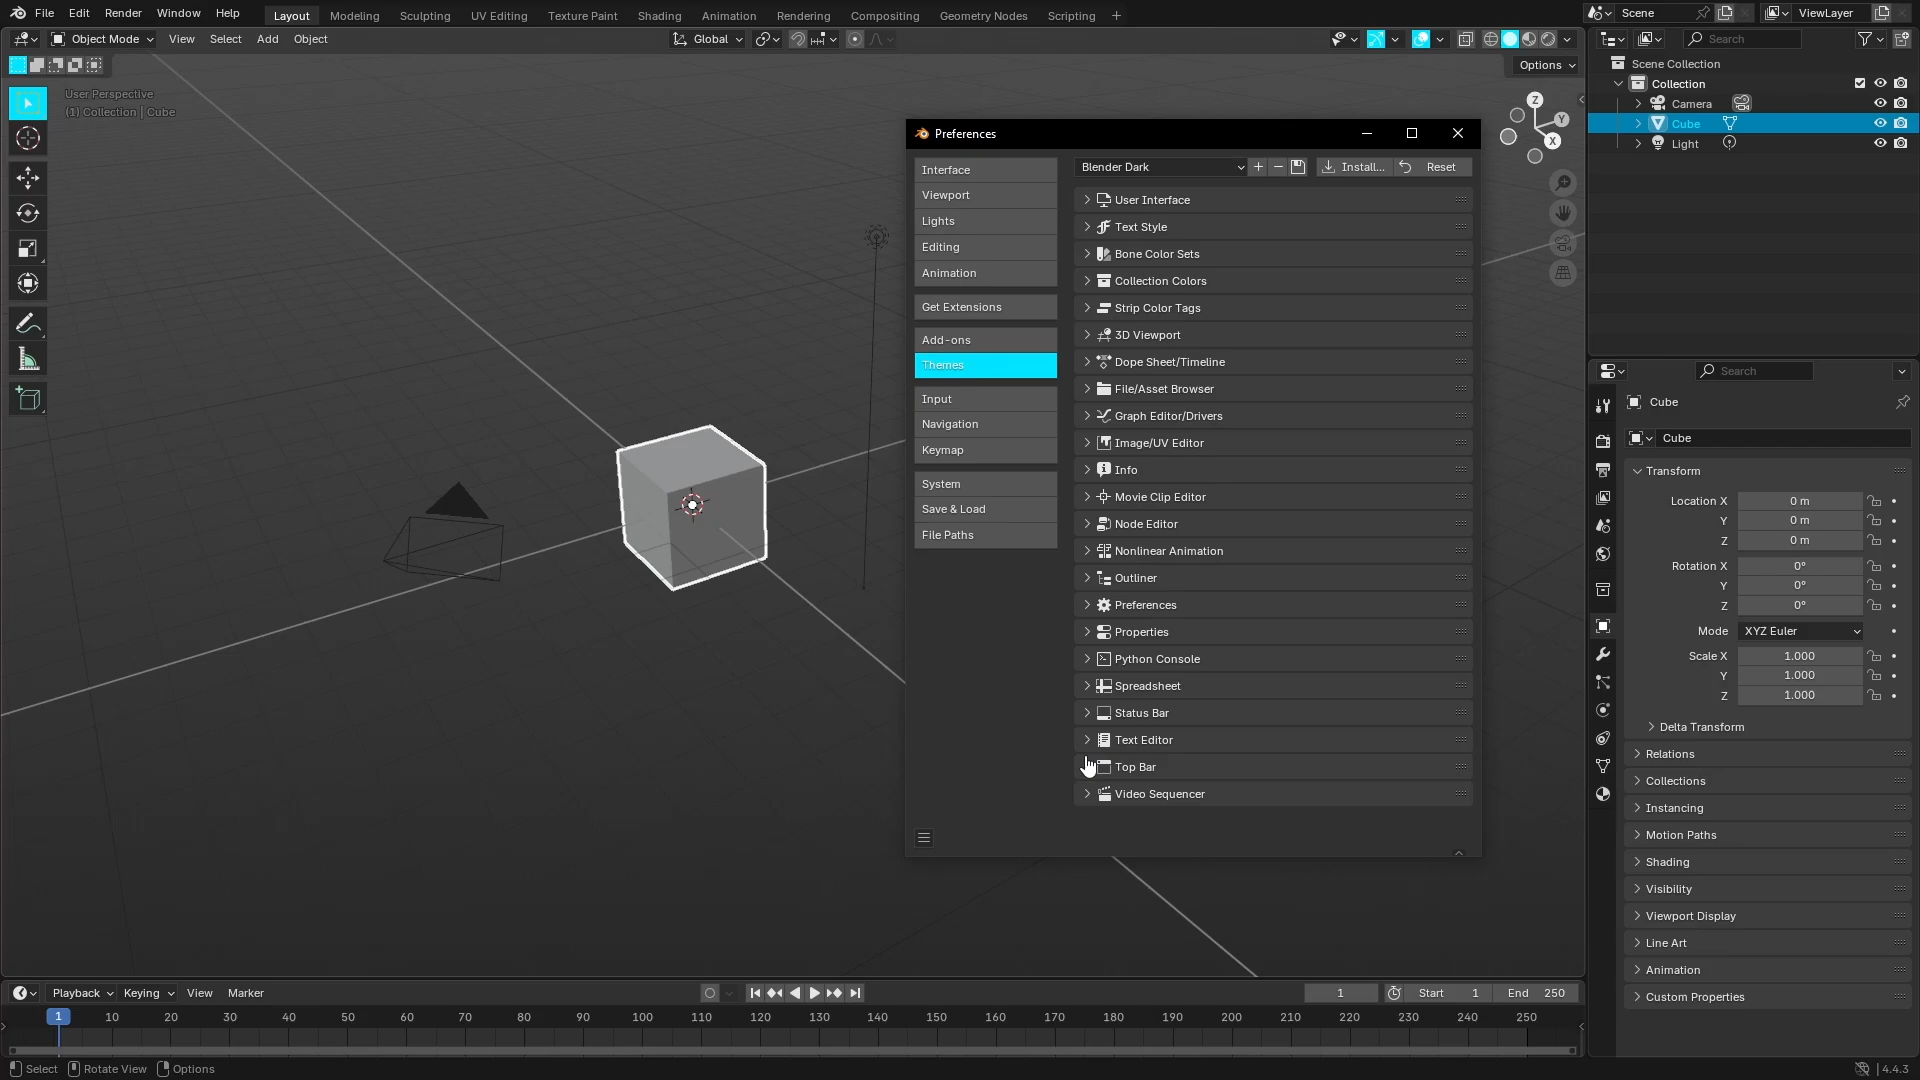 File Edit Render Window Help Layout Modeling Sculpting UV Editing Texture Paint Shading Animation Rendering Compositing Geometry Nodes Scripting + Scene ViewLayer
Object Mode View Select Add Object Global Search
Options
User Perspective
(1) Collection | Cube
Z
Y
X
Scene Collection
Collection
Camera
Cube
Light
Preferences
Interface
Viewport
Lights
Editing
Animation
Get Extensions
Add-ons
Themes
Input
Navigation
Keymap
System
Save & Load
File Paths
Blender Dark + − Install... Reset
User Interface
Text Style
Bone Color Sets
Collection Colors
Strip Color Tags
3D Viewport
Dope Sheet/Timeline
File/Asset Browser
Graph Editor/Drivers
Image/UV Editor
Info
Movie Clip Editor
Node Editor
Nonlinear Animation
Outliner
Preferences
Properties
Python Console
Spreadsheet
Status Bar
Text Editor
Top Bar
Video Sequencer
Search
Cube
Cube
Transform
Location X 0 m
Y 0 m
Z 0 m
Rotation X 0°
Y 0°
Z 0°
Mode XYZ Euler
Scale X 1.000
Y 1.000
Z 1.000
Delta Transform
Relations
Collections
Instancing
Motion Paths
Shading
Visibility
Viewport Display
Line Art
Animation
Custom Properties
Playback Keying View Marker 1 Start 1 End 250
1 10 20 30 40 50 60 70 80 90 100 110 120 130 140 150 160 170 180 190 200 210 220 230 240 250
Select Rotate View Options 4.4.3